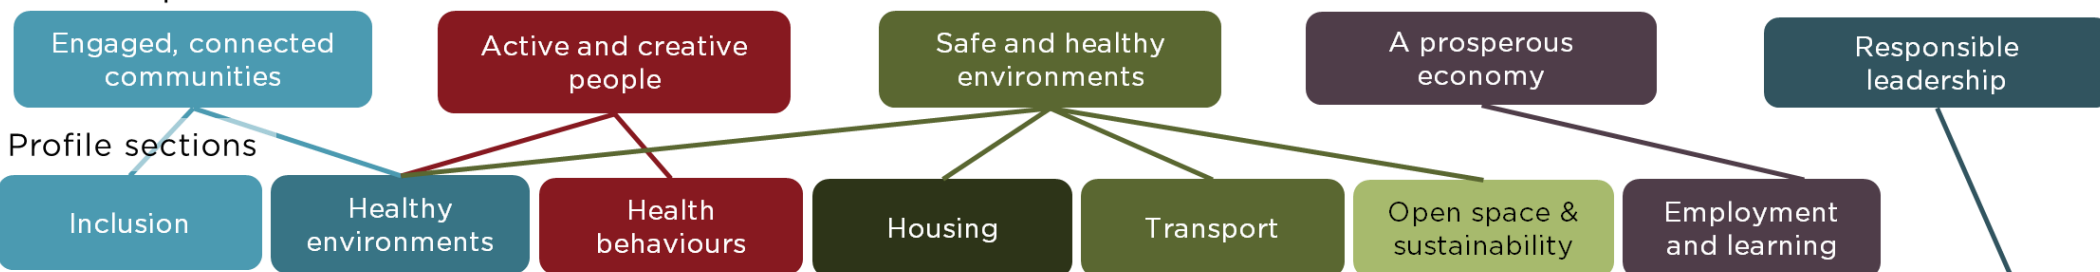 Engaged, connected
communities
Active and creative
people
Safe and healthy
environments
A prosperous
economy
Responsible
leadership
Profile sections
Inclusion
Healthy
environments
Health
behaviours
Housing
Transport
Open space &
sustainability
Employment
and learning